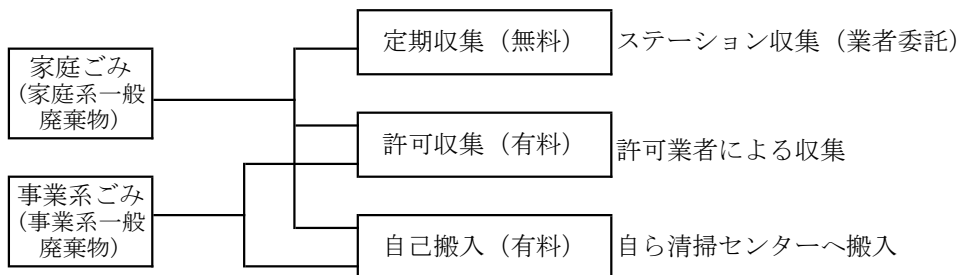 家庭ごみ
(家庭系一般
廃棄物)
事業系ごみ
(事業系一般
廃棄物)
定期収集（無料） ステーション収集（業者委託）
許可収集（有料） 許可業者による収集
自己搬入（有料） 自ら清掃センターへ搬入